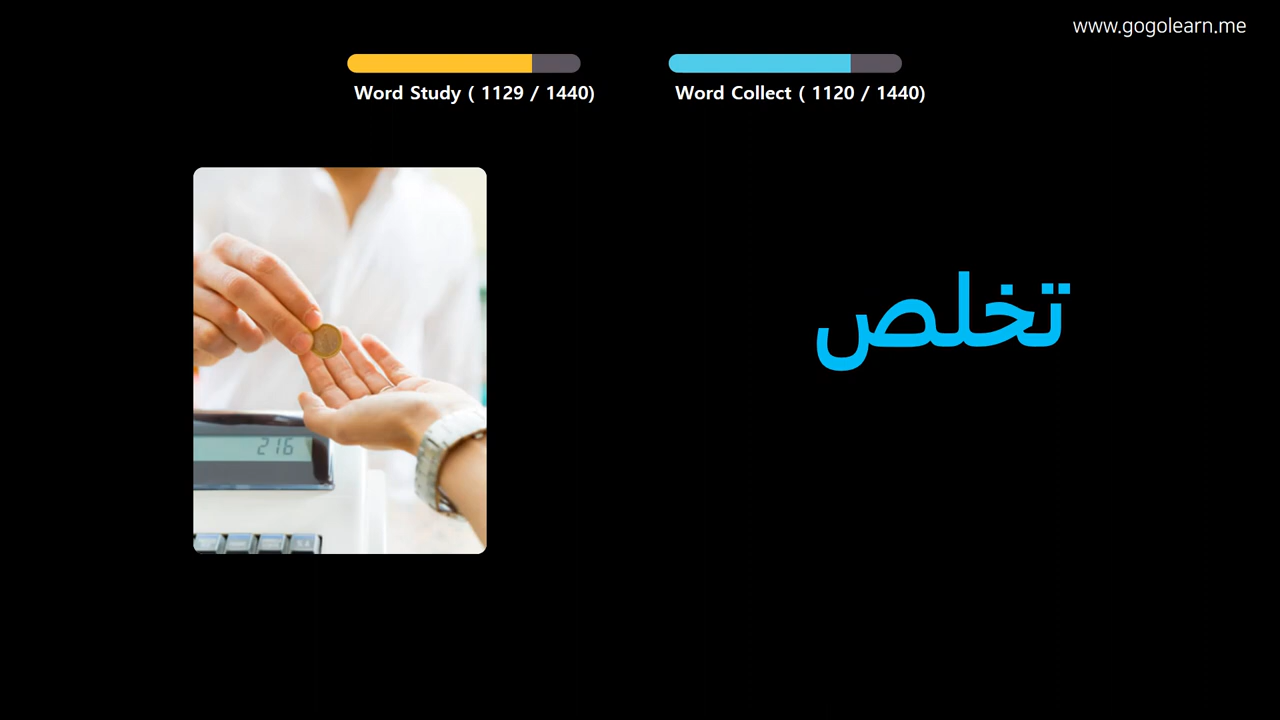 www.gogolearn.me
Word Study ( 1129 / 1440)
Word Collect ( 1120 / 1440)
تخلص
216